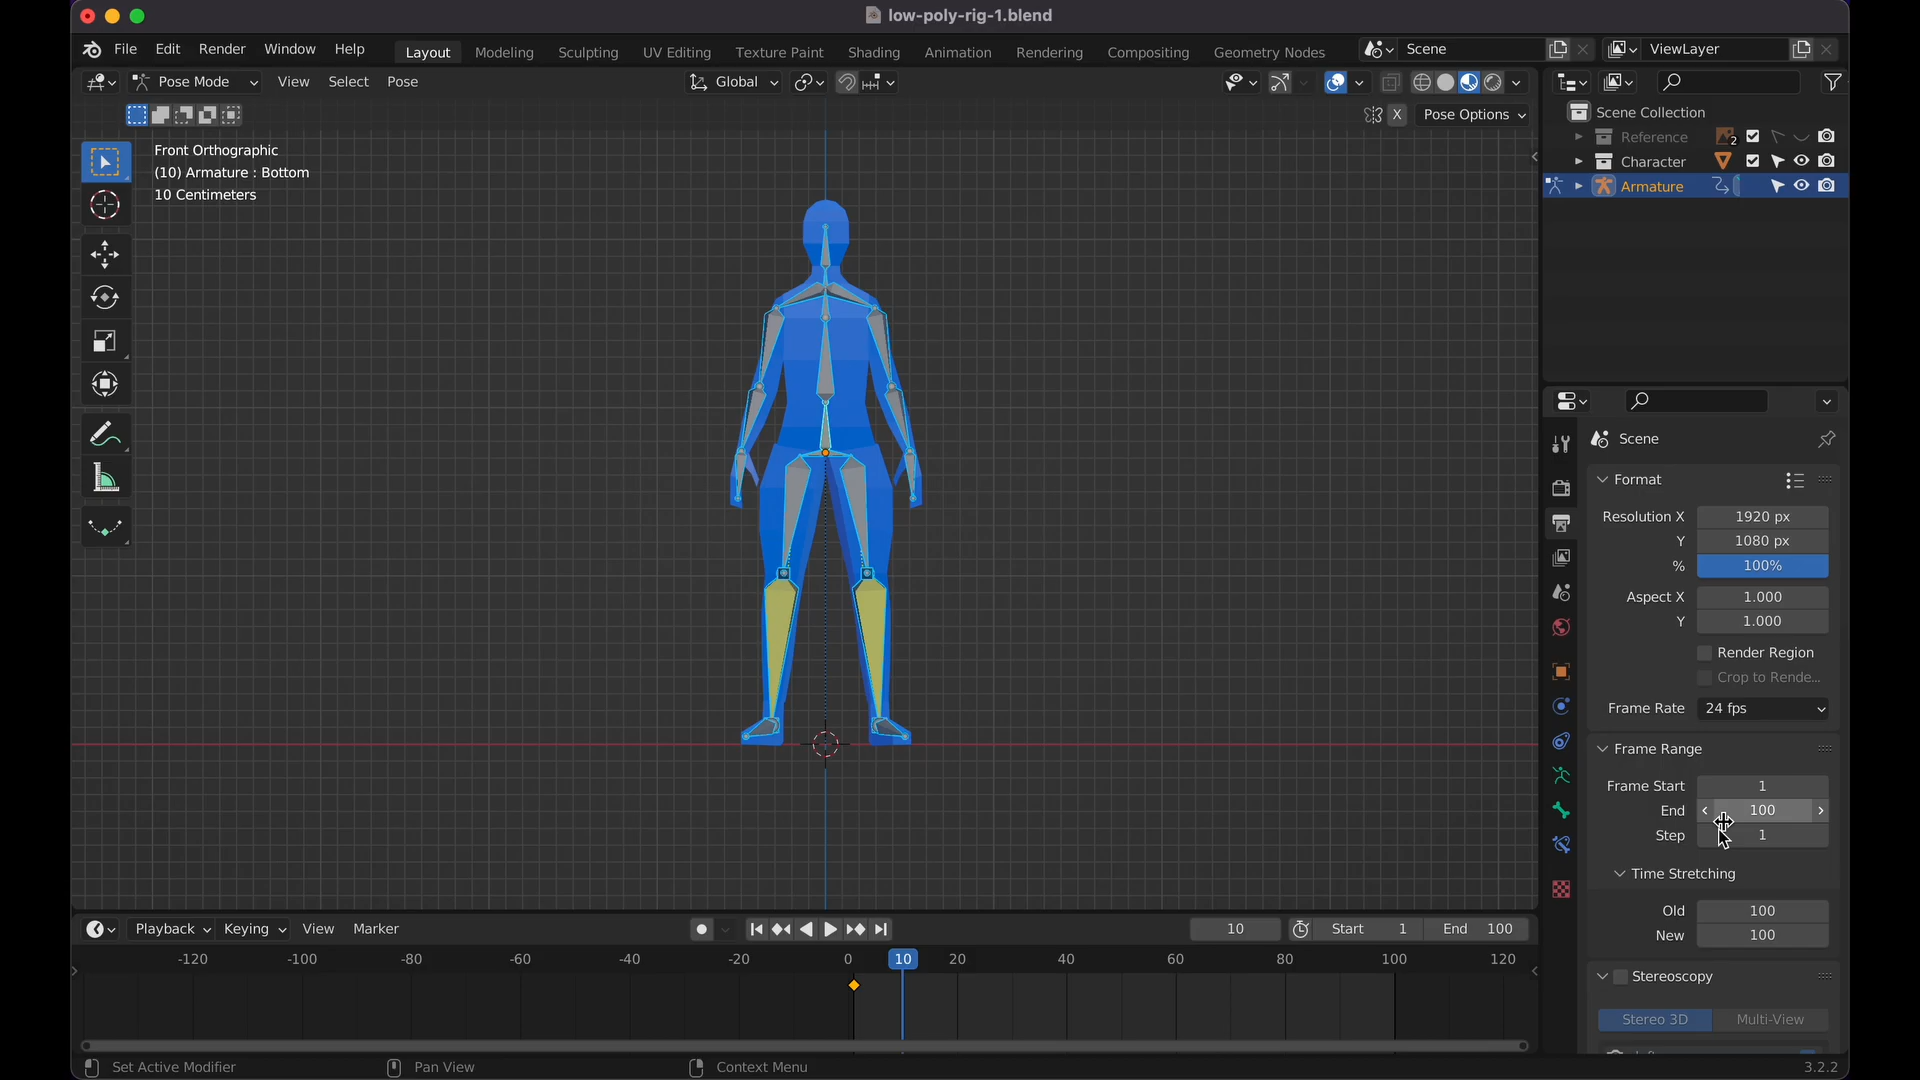 low-poly-rig-1.blend
File Edit Render Window Help Layout Modeling Sculpting UV Editing Texture Paint Shading Animation Rendering Compositing Geometry Nodes Scene ViewLayer
Pose Mode View Select Pose Global
X Pose Options
Front Orthographic
(10) Armature : Bottom
10 Centimeters
Scene Collection
Reference 2
Character
Armature
Scene
Format
Resolution X 1920 px
Y 1080 px
% 100%
Aspect X 1.000
Y 1.000
Render Region
Crop to Rende...
Frame Rate 24 fps
Frame Range
Frame Start 1
End 100
Step 1
Time Stretching
Old 100
New 100
Stereoscopy
Stereo 3D Multi-View
Playback Keying View Marker 10 Start 1 End 100
-120 -100 -80 -60 -40 -20 0 10 20 40 60 80 100 120
Set Active Modifier Pan View Context Menu 3.2.2